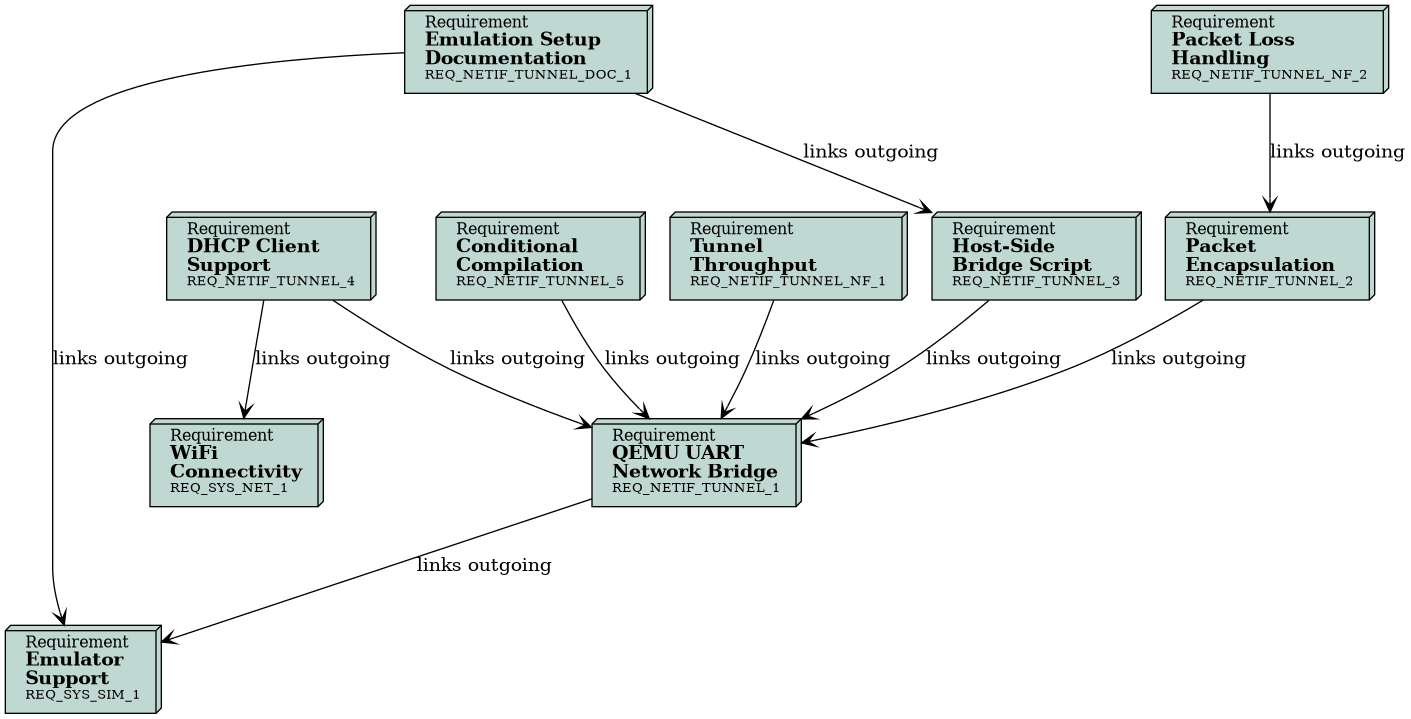 Requirement
Emulation Setup
Documentation
REQ_NETIF_TUNNEL_DOC_1
Requirement
Packet Loss
Handling
REQ_NETIF_TUNNEL_NF_2
links outgoing
links outgoing
Requirement
DHCP Client
Support
REQ_NETIF_TUNNEL_4
Requirement
Conditional
Compilation
REQ_NETIF_TUNNEL_5
Requirement
Tunnel
Throughput
REQ_NETIF_TUNNEL_NF_1
Requirement
Host-Side
Bridge Script
REQ_NETIF_TUNNEL_3
Requirement
Packet
Encapsulation
REQ_NETIF_TUNNEL_2
links outgoing
links outgoing
links outgoing
links outgoing
links outgoing
links outgoing
links outgoing
Requirement
WiFi
Connectivity
REQ_SYS_NET_1
Requirement
QEMU UART
Network Bridge
REQ_NETIF_TUNNEL_1
links outgoing
Requirement
Emulator
Support
REQ_SYS_SIM_1